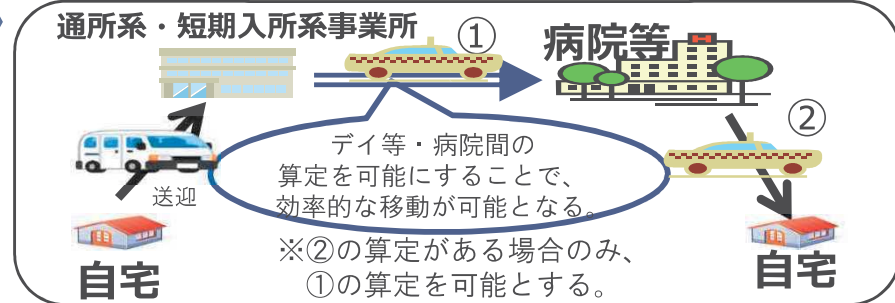 通所系・短期入所系事業所
①
病院等
②
デイ等・病院間の
算定を可能にすることで、
効率的な移動が可能となる。
送迎
自宅
※②の算定がある場合のみ、
①の算定を可能とする。
自宅